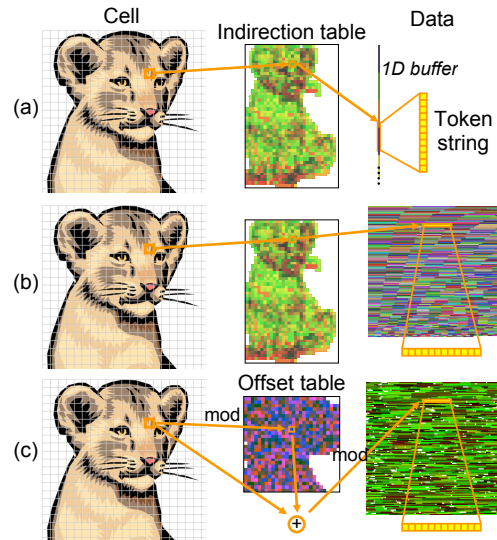 Cell
Indirection table
Data
(a)
1D buffer
Token
string
(b)
(c)
Offset table
mod
mod
+